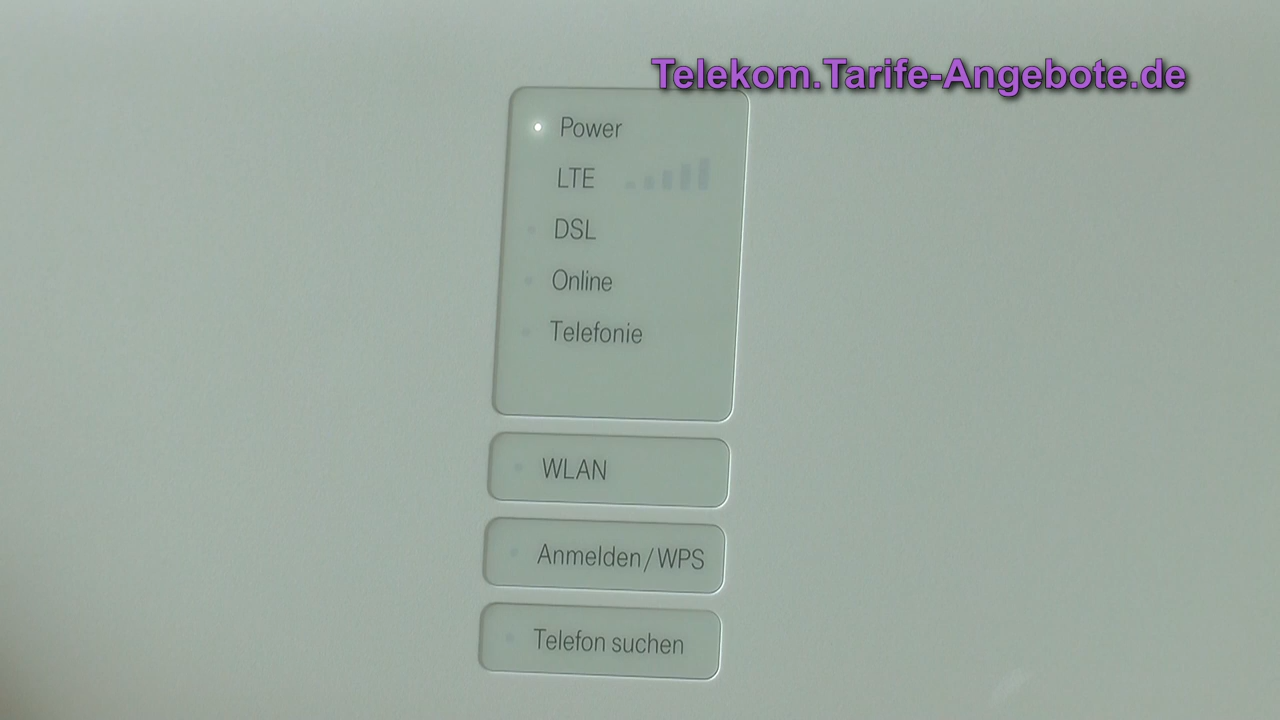 Telekom.Tarife-Angebote.de
Power
LTE
DSL
Online
Telefonie
WLAN
Anmelden/WPS
Telefon suchen